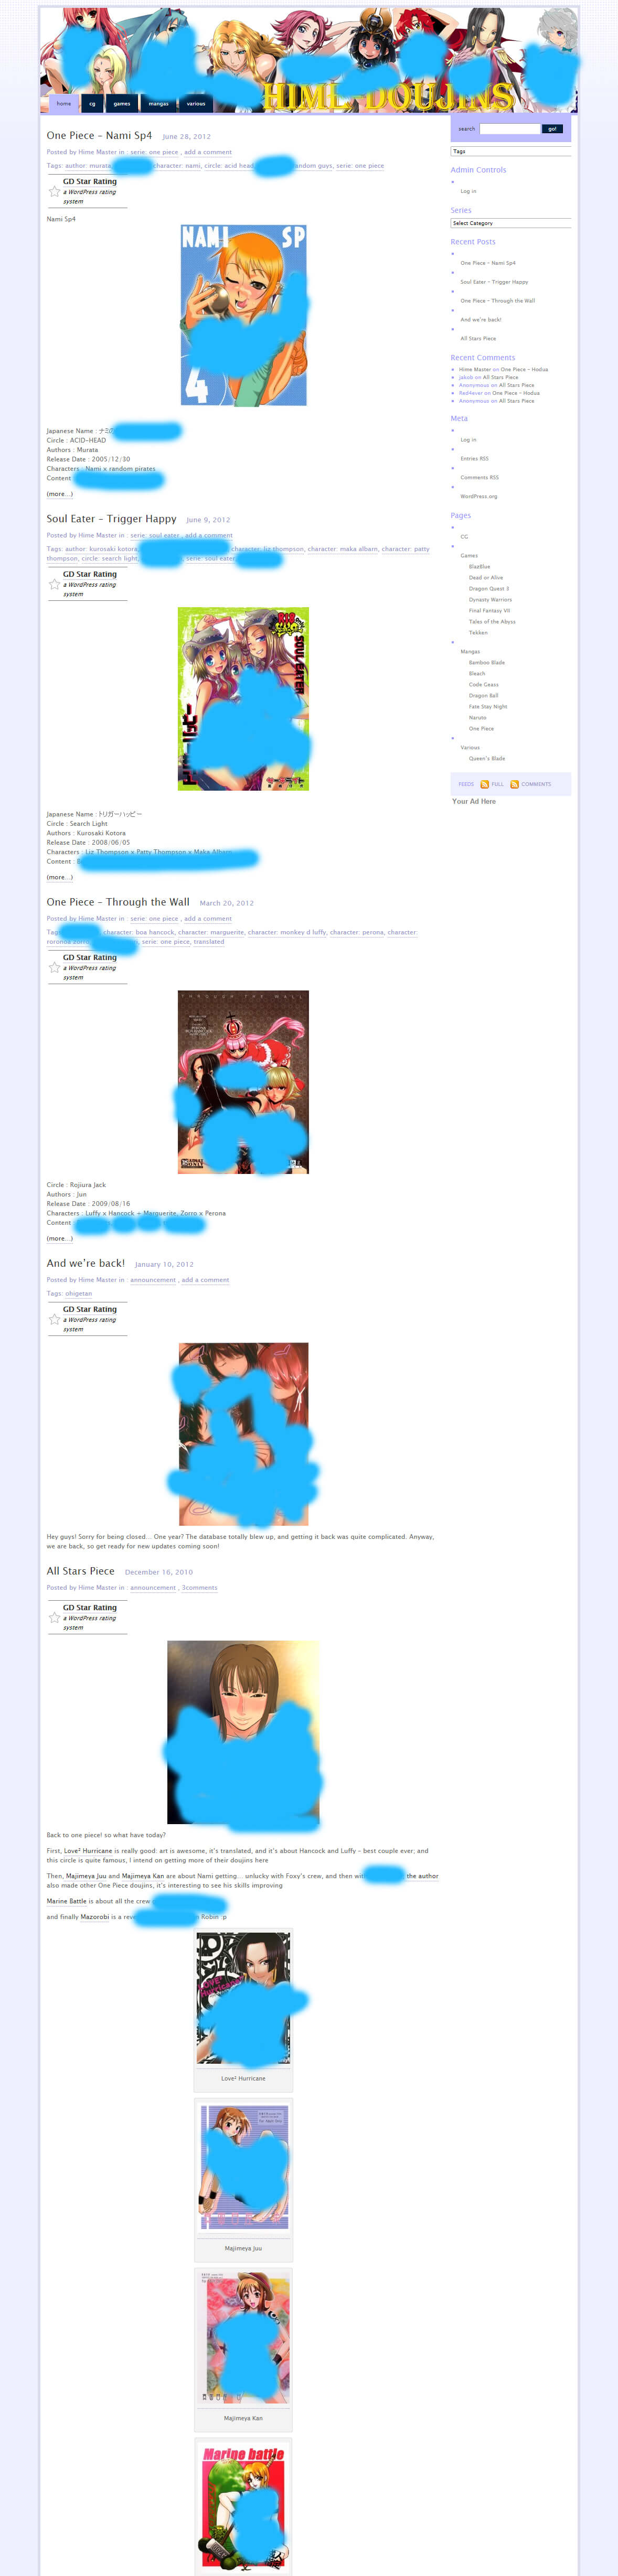 HIME-DOUJINS
home cg games mangas various
search go!
Tags
One Piece – Nami Sp4 June 28, 2012
Posted by Hime Master in : serie: one piece , add a comment
Tags: author: murata, character: nami, circle: acid head, random guys, serie: one piece
GD Star Rating
a WordPress rating
system
Nami Sp4
NAMI SP
4
Japanese Name : ナミの
Circle : ACID-HEAD
Authors : Murata
Release Date : 2005/12/30
Characters : Nami x random pirates
Content
(more...)
Soul Eater – Trigger Happy June 9, 2012
Posted by Hime Master in : serie: soul eater , add a comment
Tags: author: kurosaki kotora, character: liz thompson, character: maka albarn, character: patty
thompson, circle: search light, serie: soul eater
GD Star Rating
a WordPress rating
system
SOUL EATER
Japanese Name : トリガーハッピー
Circle : Search Light
Authors : Kurosaki Kotora
Release Date : 2008/06/05
Characters : Liz Thompson x Patty Thompson x Maka Albarn
Content :
(more...)
One Piece – Through the Wall March 20, 2012
Posted by Hime Master in : serie: one piece , add a comment
Tags character: boa hancock, character: marguerite, character: monkey d luffy, character: perona, character:
roronoa zoro, serie: one piece, translated
GD Star Rating
a WordPress rating
system
THROUGH THE WALL
Circle : Rojiura Jack
Authors : Jun
Release Date : 2009/08/16
Characters : Luffy x Hancock + Marguerite, Zorro x Perona
Content
(more...)
And we're back! January 10, 2012
Posted by Hime Master in : announcement , add a comment
Tags: ohigetan
GD Star Rating
a WordPress rating
system
Hey guys! Sorry for being closed... One year? The database totally blew up, and getting it back was quite complicated. Anyway,
we are back, so get ready for new updates coming soon!
All Stars Piece December 16, 2010
Posted by Hime Master in : announcement , 3comments
GD Star Rating
a WordPress rating
system
Back to one piece! so what have today?
First, Love² Hurricane is really good: art is awesome, it's translated, and it's about Hancock and Luffy – best couple ever; and
this circle is quite famous, I intend on getting more of their doujins here
Then, Majimeya Juu and Majimeya Kan are about Nami getting... unlucky with Foxy's crew, and then the author
also made other One Piece doujins, it's interesting to see his skills improving
Marine Battle is about all the crew
and finally Mazorobi is a Robin :p
LOVE²
Hurricane
Love² Hurricane
Majimeya Juu
Majimeya Kan
Marine battle
Admin Controls
Log in
Series
Select Category
Recent Posts
One Piece – Nami Sp4
Soul Eater – Trigger Happy
One Piece – Through the Wall
And we're back!
All Stars Piece
Recent Comments
Hime Master on One Piece – Hodua
Jakob on All Stars Piece
Anonymous on All Stars Piece
Red4ever on One Piece – Hodua
Anonymous on All Stars Piece
Meta
Log in
Entries RSS
Comments RSS
WordPress.org
Pages
CG
Games
BlazBlue
Dead or Alive
Dragon Quest 3
Dynasty Warriors
Final Fantasy VII
Tales of the Abyss
Tekken
Mangas
Bamboo Blade
Bleach
Code Geass
Dragon Ball
Fate Stay Night
Naruto
One Piece
Various
Queen's Blade
FEEDS FULL COMMENTS
Your Ad Here